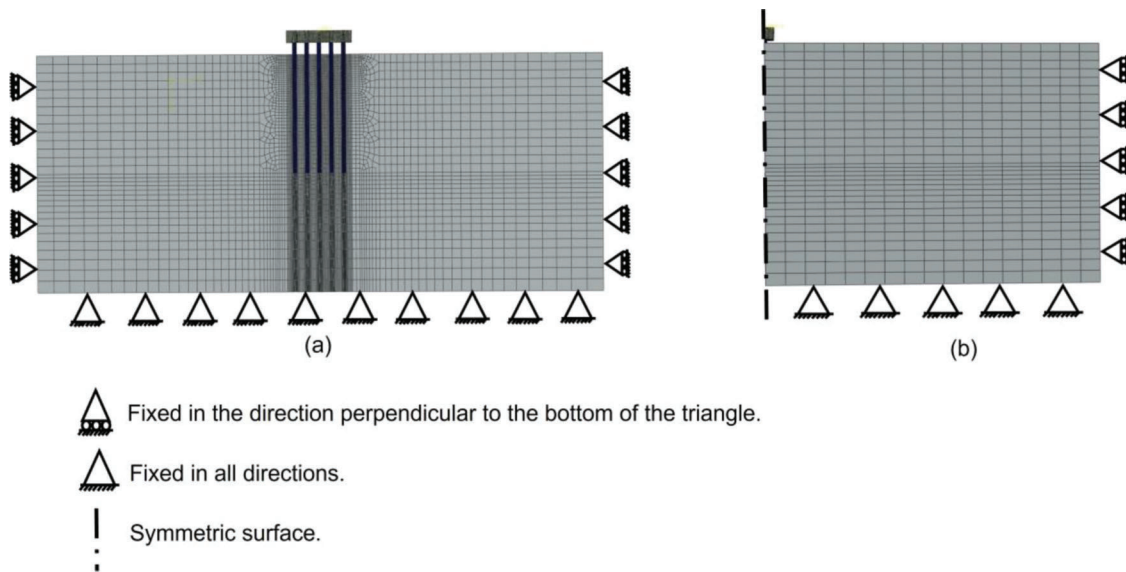 (a)
(b)
Fixed in the direction perpendicular to the bottom of the triangle.
Fixed in all directions.
Symmetric surface.